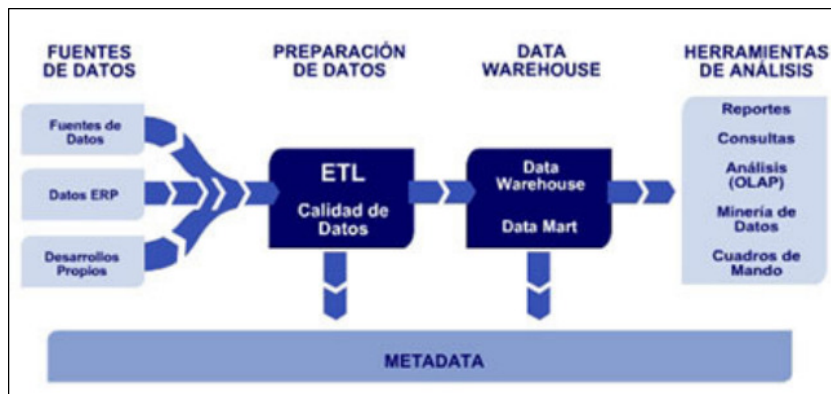 FUENTES
DE DATOS
PREPARACIÓN
DE DATOS
DATA
WAREHOUSE
HERRAMIENTAS
DE ANÁLISIS
Fuentes de
Datos
Datos ERP
Desarrollos
Propios
ETL
Calidad de
Datos
Data
Warehouse
Data Mart
Reportes
Consultas
Análisis
(OLAP)
Minería de
Datos
Cuadros de
Mando
METADATA